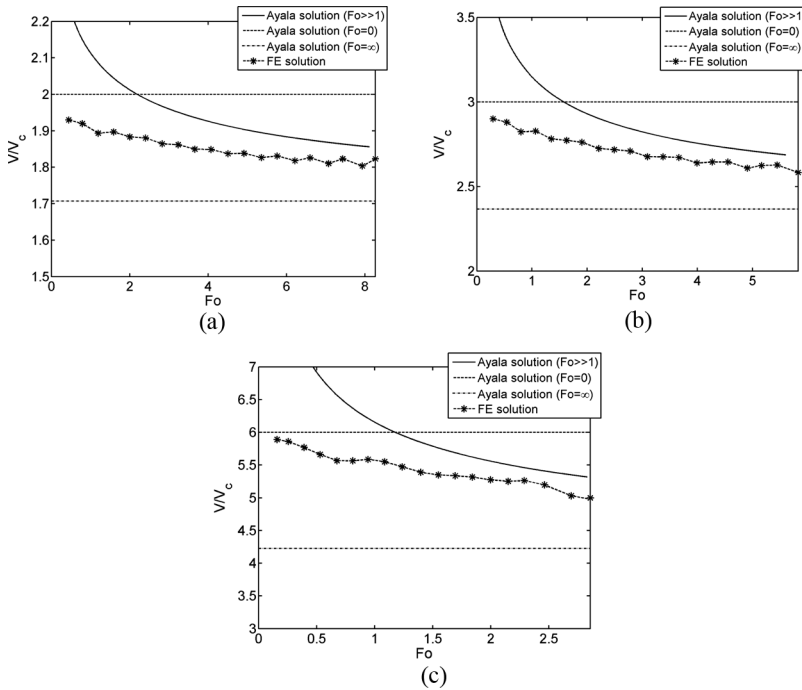 Ayala solution (Fo>>1)
Ayala solution (Fo=0)
Ayala solution (Fo=∞)
FE solution
2.2
2.1
2
1.9
1.8
1.7
1.6
1.5
V/Vc
0 2 4 6 8
Fo
(a)
Ayala solution (Fo>>1)
Ayala solution (Fo=0)
Ayala solution (Fo=∞)
FE solution
3.5
3
2.5
2
V/Vc
0 1 2 3 4 5
Fo
(b)
Ayala solution (Fo>>1)
Ayala solution (Fo=0)
Ayala solution (Fo=∞)
FE solution
7
6.5
6
5.5
5
4.5
4
3.5
3
V/Vc
0 0.5 1 1.5 2 2.5
Fo
(c)